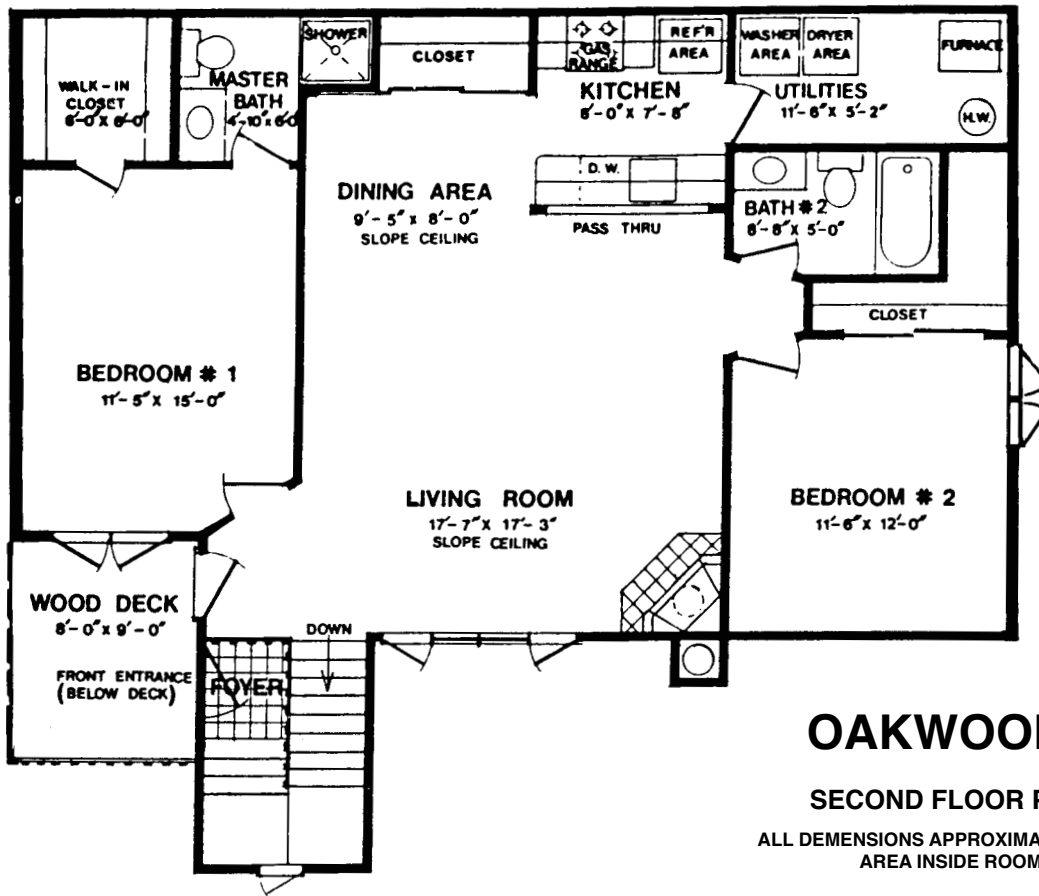 SHOWER
CLOSET
GAS
RANGE
REF'R
AREA
WASHER
AREA
DRYER
AREA
FURNACE
WALK-IN
CLOSET
6'-0" X 6'-0"
MASTER
BATH
4'-10" X 6'-0"
KITCHEN
8'-0" X 7'-8"
UTILITIES
11'-6" X 5'-2"
H.W.
D.W.
DINING AREA
9'-5" X 8'-0"
SLOPE CEILING
PASS THRU
BATH #2
8'-8" X 5'-0"
CLOSET
BEDROOM # 1
11'-5" X 15'-0"
LIVING ROOM
17'-7" X 17'-3"
SLOPE CEILING
BEDROOM # 2
11'-6" X 12'-0"
WOOD DECK
8'-0" X 9'-0"
FRONT ENTRANCE
(BELOW DECK)
DOWN
FOYER
OAKWOO
SECOND FLOOR
ALL DEMENSIONS APPROXIMA
AREA INSIDE ROOM